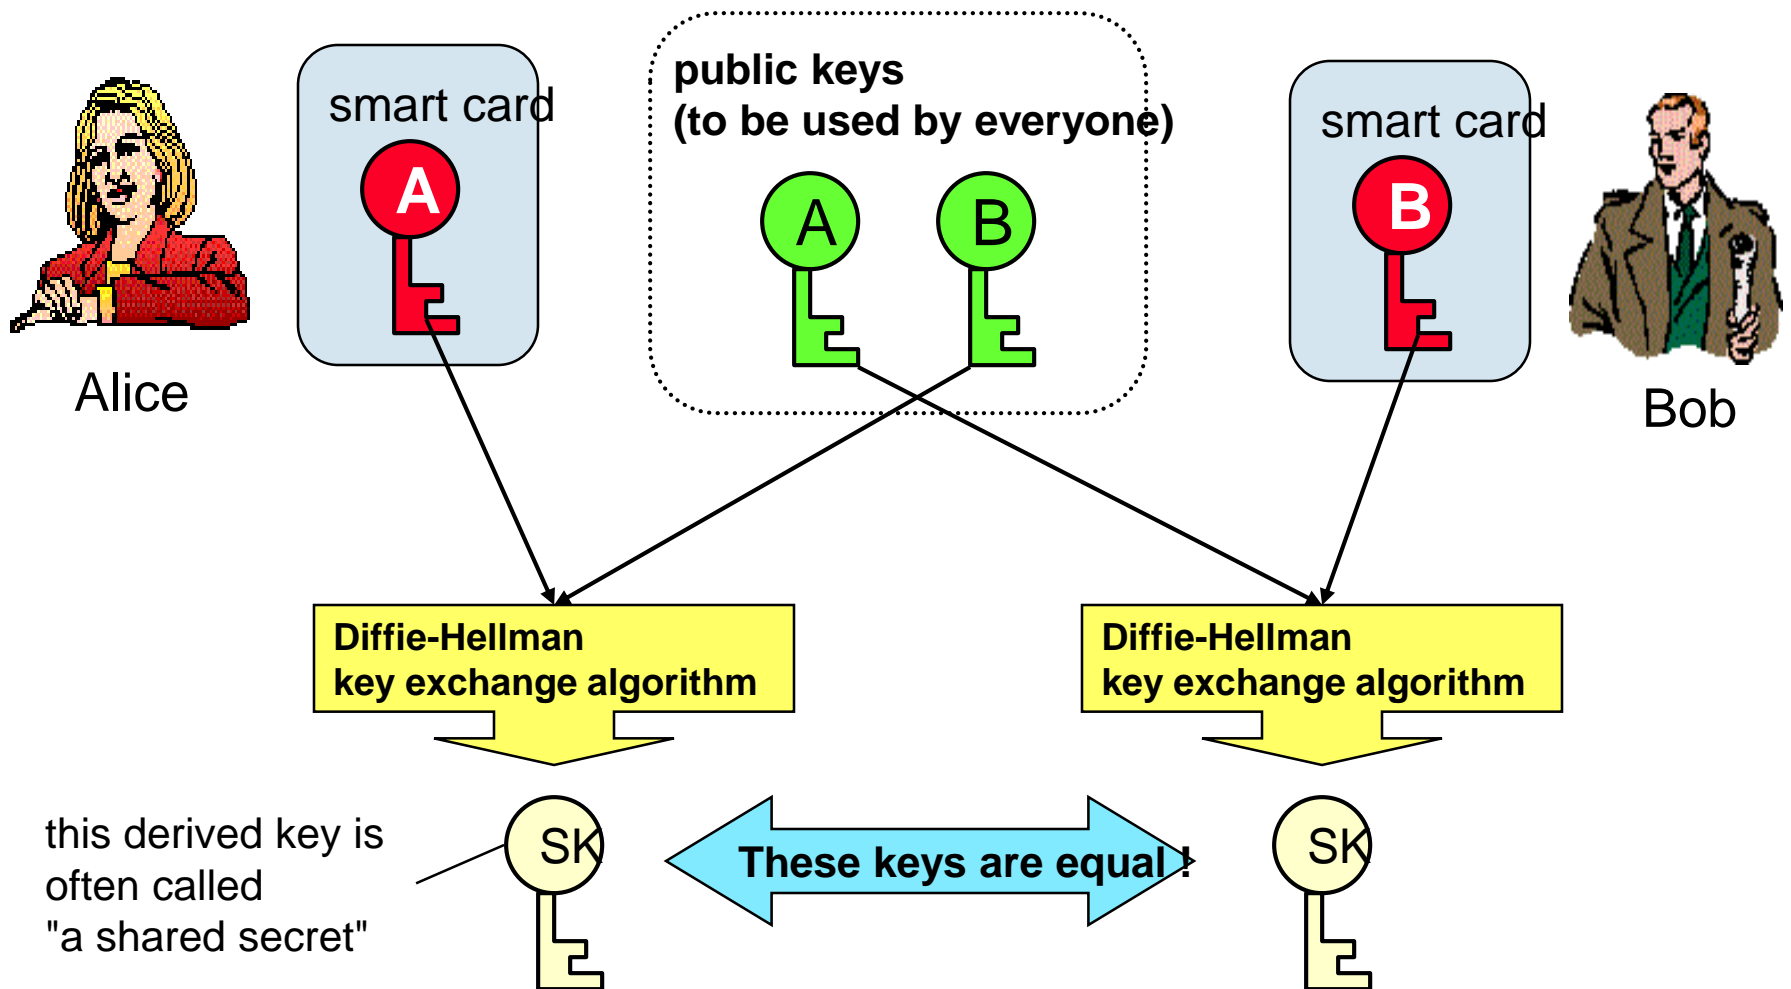 smart card
A
Alice
public keys
(to be used by everyone)
A
B
smart card
B
Bob
Diffie-Hellman
key exchange algorithm
Diffie-Hellman
key exchange algorithm
this derived key is
often called
"a shared secret"
SK
These keys are equal !
SK